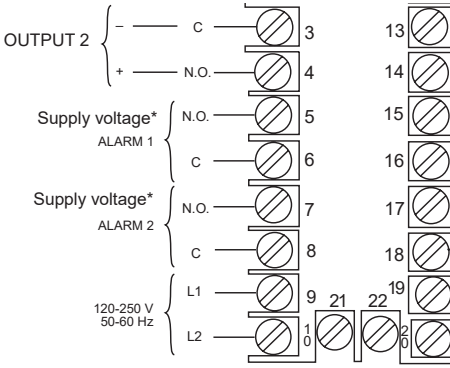 – C 3 13
OUTPUT 2
+ N.O. 4 14
Supply voltage* N.O. 5 15
ALARM 1
C 6 16
Supply voltage* N.O. 7 17
ALARM 2
C 8 18
L1 9 21 22 19
120-250 V
50-60 Hz
L2 10 20